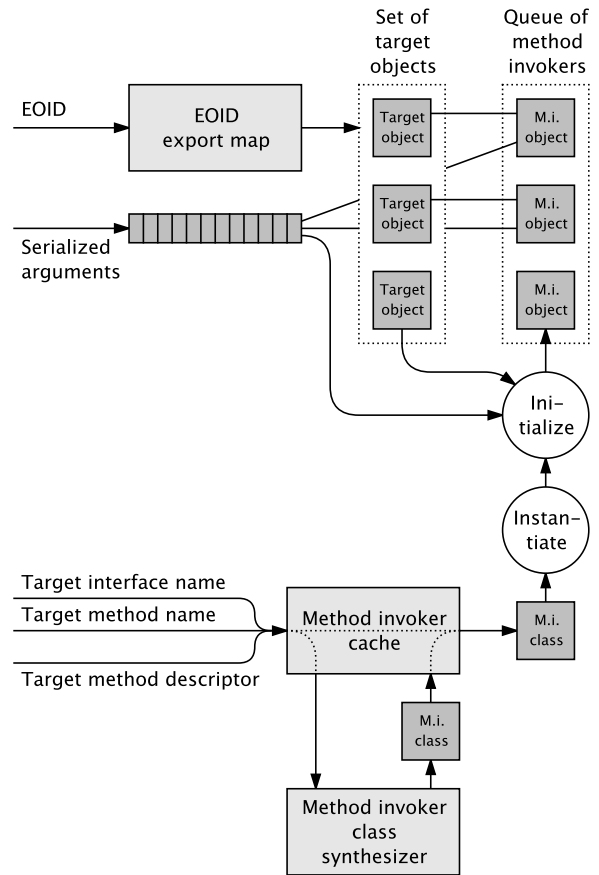 Set of
target
objects
Queue of
method
invokers
EOID
EOID
export map
Target
object
M.i.
object
Serialized
arguments
Target
object
M.i.
object
Target
object
M.i.
object
Ini-
tialize
Instan-
tiate
Target interface name
Target method name
Target method descriptor
Method invoker
cache
M.i.
class
M.i.
class
Method invoker
class
synthesizer